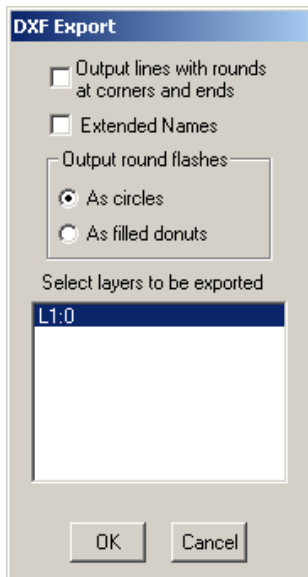 DXF Export
Output lines with rounds
at corners and ends
Extended Names
Output round flashes
As circles
As filled donuts
Select layers to be exported
L1:0
OK
Cancel